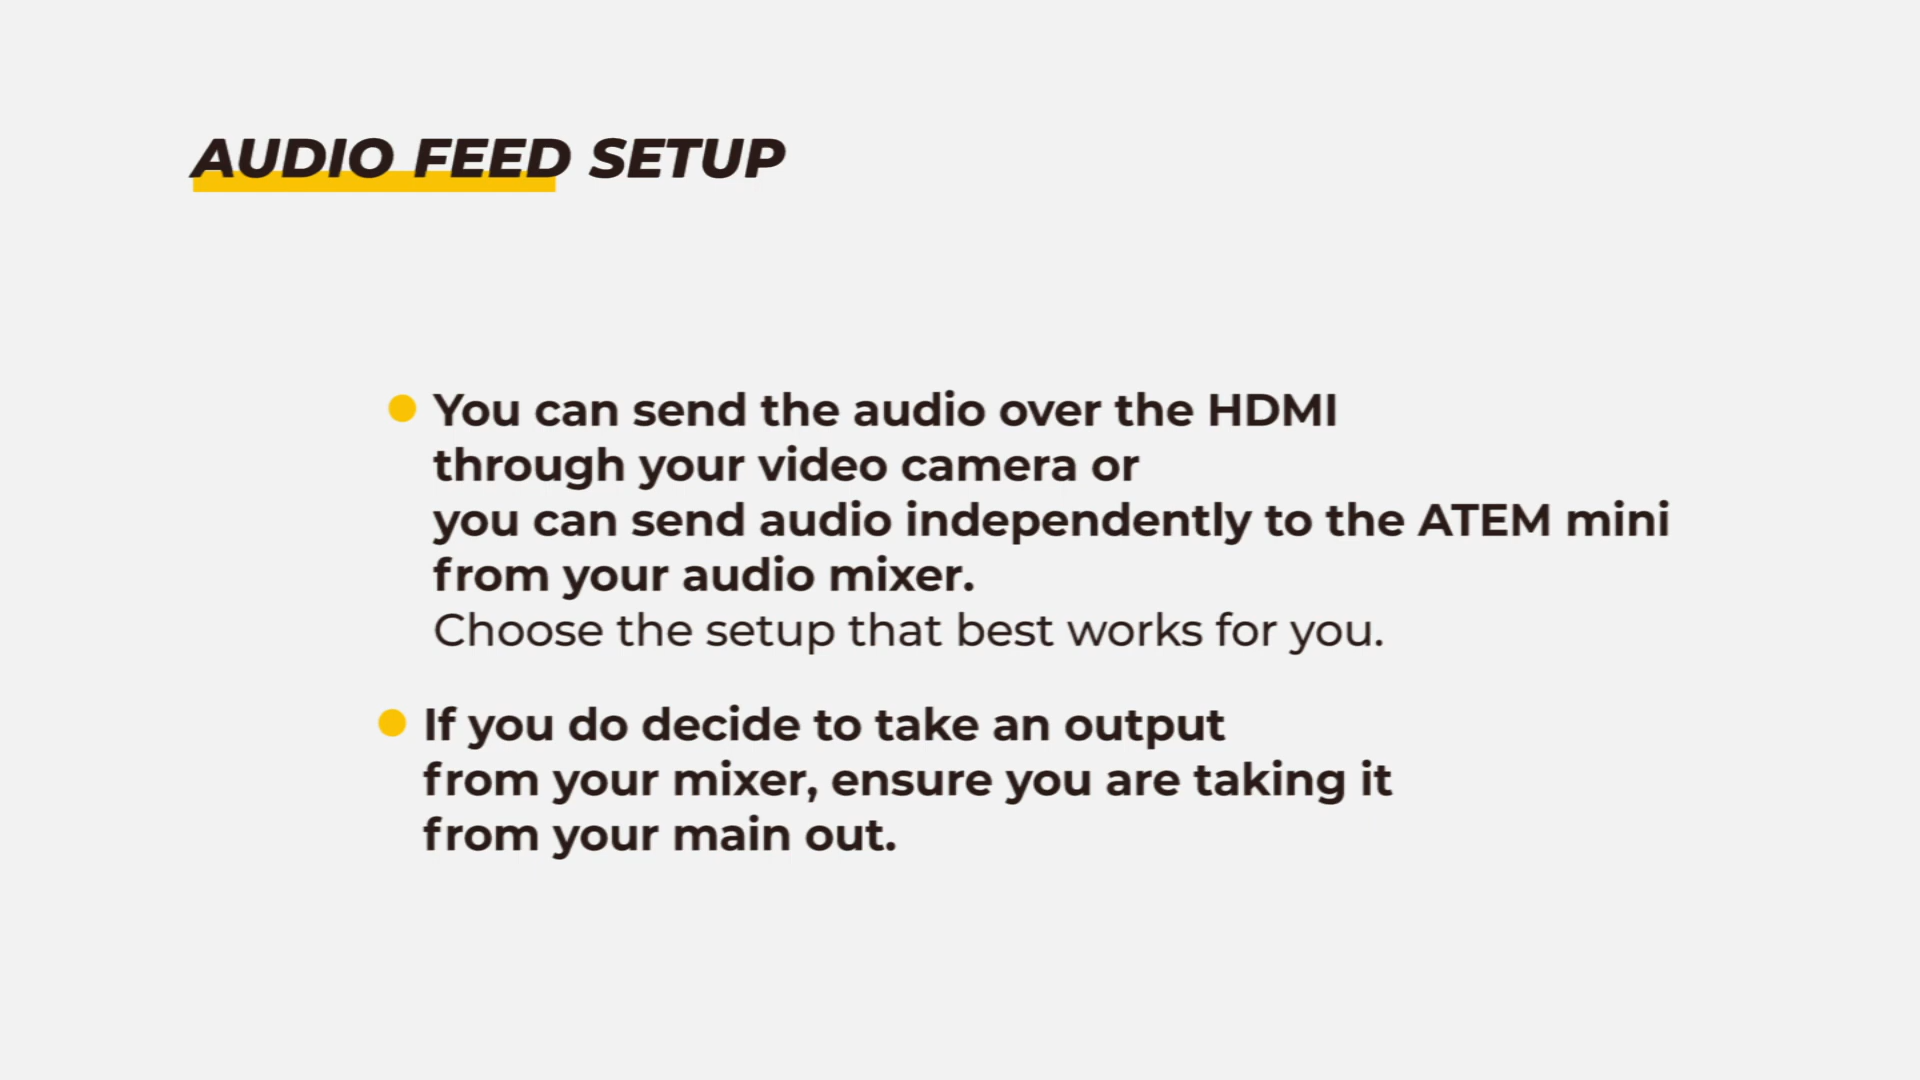 AUDIO FEED SETUP
You can send the audio over the HDMI
through your video camera or
you can send audio independently to the ATEM mini
from your audio mixer.
Choose the setup that best works for you.
If you do decide to take an output
from your mixer, ensure you are taking it
from your main out.